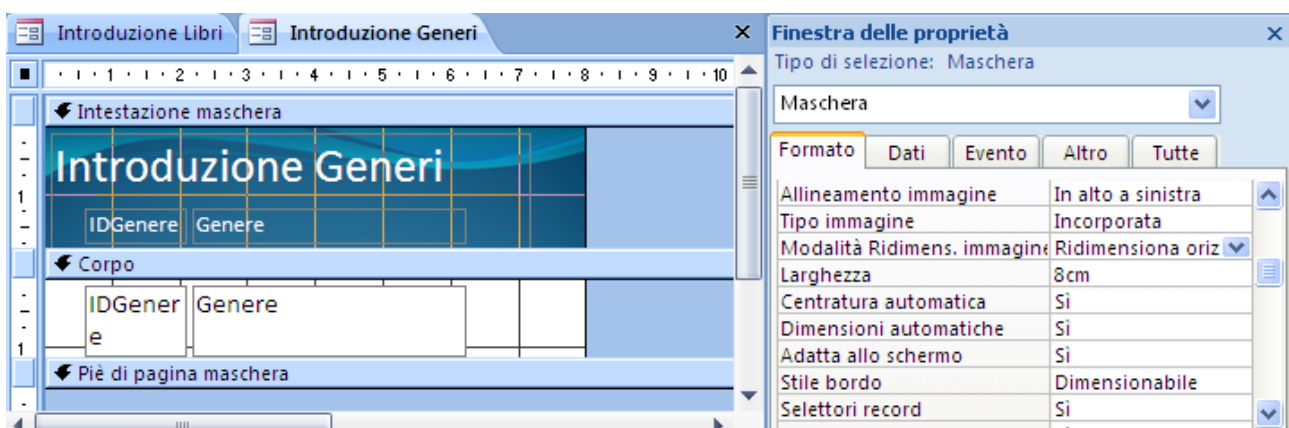 Introduzione Libri
Introduzione Generi
1 2 3 4 5 6 7 8 9 10
Intestazione maschera
Introduzione Generi
1
IDGenere Genere
Corpo
IDGener
e
Genere
1
Piè di pagina maschera
Finestra delle proprietà
Tipo di selezione: Maschera
Maschera
Formato Dati Evento Altro Tutte
Allineamento immagine In alto a sinistra
Tipo immagine Incorporata
Modalità Ridimens. immagine Ridimensiona oriz
Larghezza 8cm
Centratura automatica Sì
Dimensioni automatiche Sì
Adatta allo schermo Sì
Stile bordo Dimensionabile
Selettori record Sì